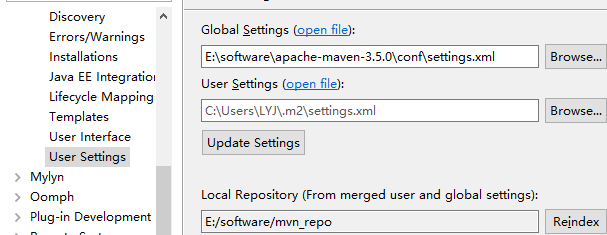 Discovery
Errors/Warnings
Installations
Java EE Integration
Lifecycle Mapping
Templates
User Interface
User Settings
Mylyn
Oomph
Plug-in Development
Global Settings (open file):
E:\software\apache-maven-3.5.0\conf\settings.xml
Browse...
User Settings (open file):
C:\Users\LYJ\.m2\settings.xml
Browse...
Update Settings
Local Repository (From merged user and global settings):
E:/software/mvn_repo
Reindex